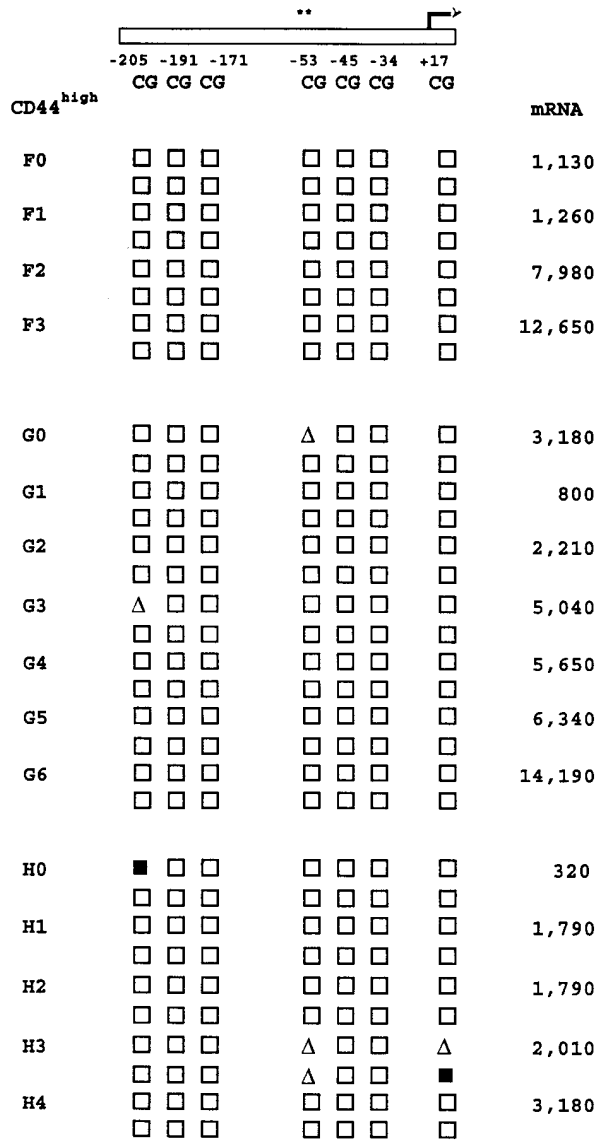 **
-205 -191 -171 -53 -45 -34 +17
CG CG CG CG CG CG CG
CD44high mRNA
F0 1,130
F1 1,260
F2 7,980
F3 12,650
G0 Δ 3,180
G1 800
G2 2,210
G3 Δ 5,040
G4 5,650
G5 6,340
G6 14,190
H0 320
H1 1,790
H2 1,790
H3 Δ Δ 2,010
Δ
H4 3,180